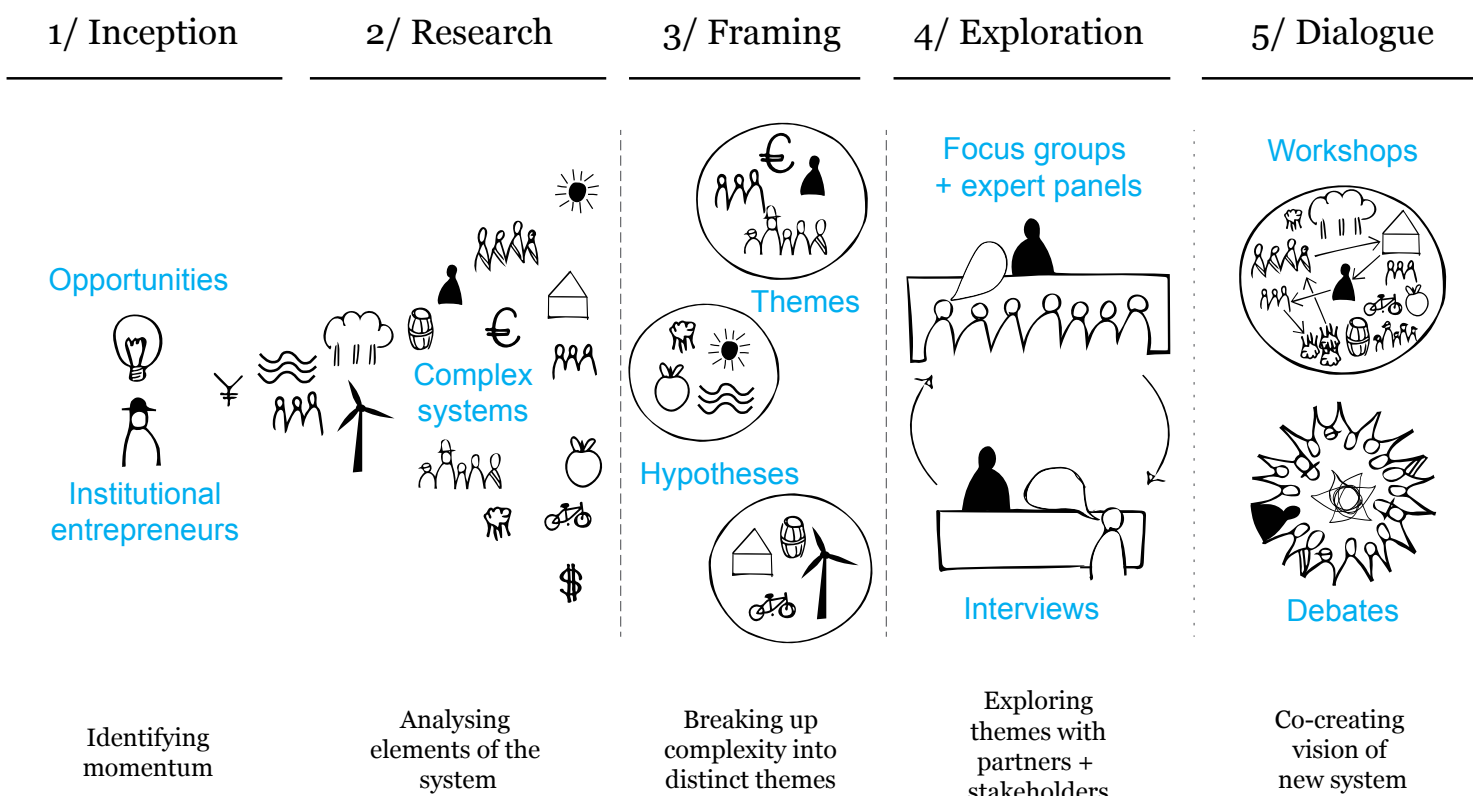 1/ Inception
2/ Research
3/ Framing
4/ Exploration
5/ Dialogue
Opportunities
Institutional
entrepreneurs
¥
Complex
systems
€
$
€
Themes
Hypotheses
Focus groups
+ expert panels
Interviews
Workshops
Debates
Identifying
momentum
Analysing
elements of the
system
Breaking up
complexity into
distinct themes
Exploring
themes with
partners +
stakeholders
Co-creating
vision of
new system